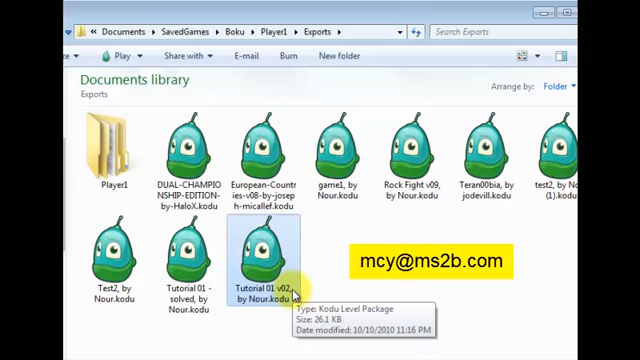 « Documents ▸ SavedGames ▸ Boku ▸ Player1 ▸ Exports ▸
Search Exports
Play
Share with
E-mail
Burn
New folder
Documents library
Exports
Arrange by: Folder
Player1
DUAL-CHAMPIO
NSHIP-EDITION-
by-HaloX.kodu
European-Countr
ies-v08-by-josep
h-micallef.kodu
game1, by
Nour.kodu
Rock Fight v09,
by Nour.kodu
Teran00bia, by
jodevill.kodu
test2, by No
(1).kodu
Test2, by
Nour.kodu
Tutorial 01 -
solved, by
Nour.kodu
Tutorial 01 v02,
by Nour.kodu
mcy@ms2b.com
Type: Kodu Level Package
Size: 26.1 KB
Date modified: 10/10/2010 11:16 PM